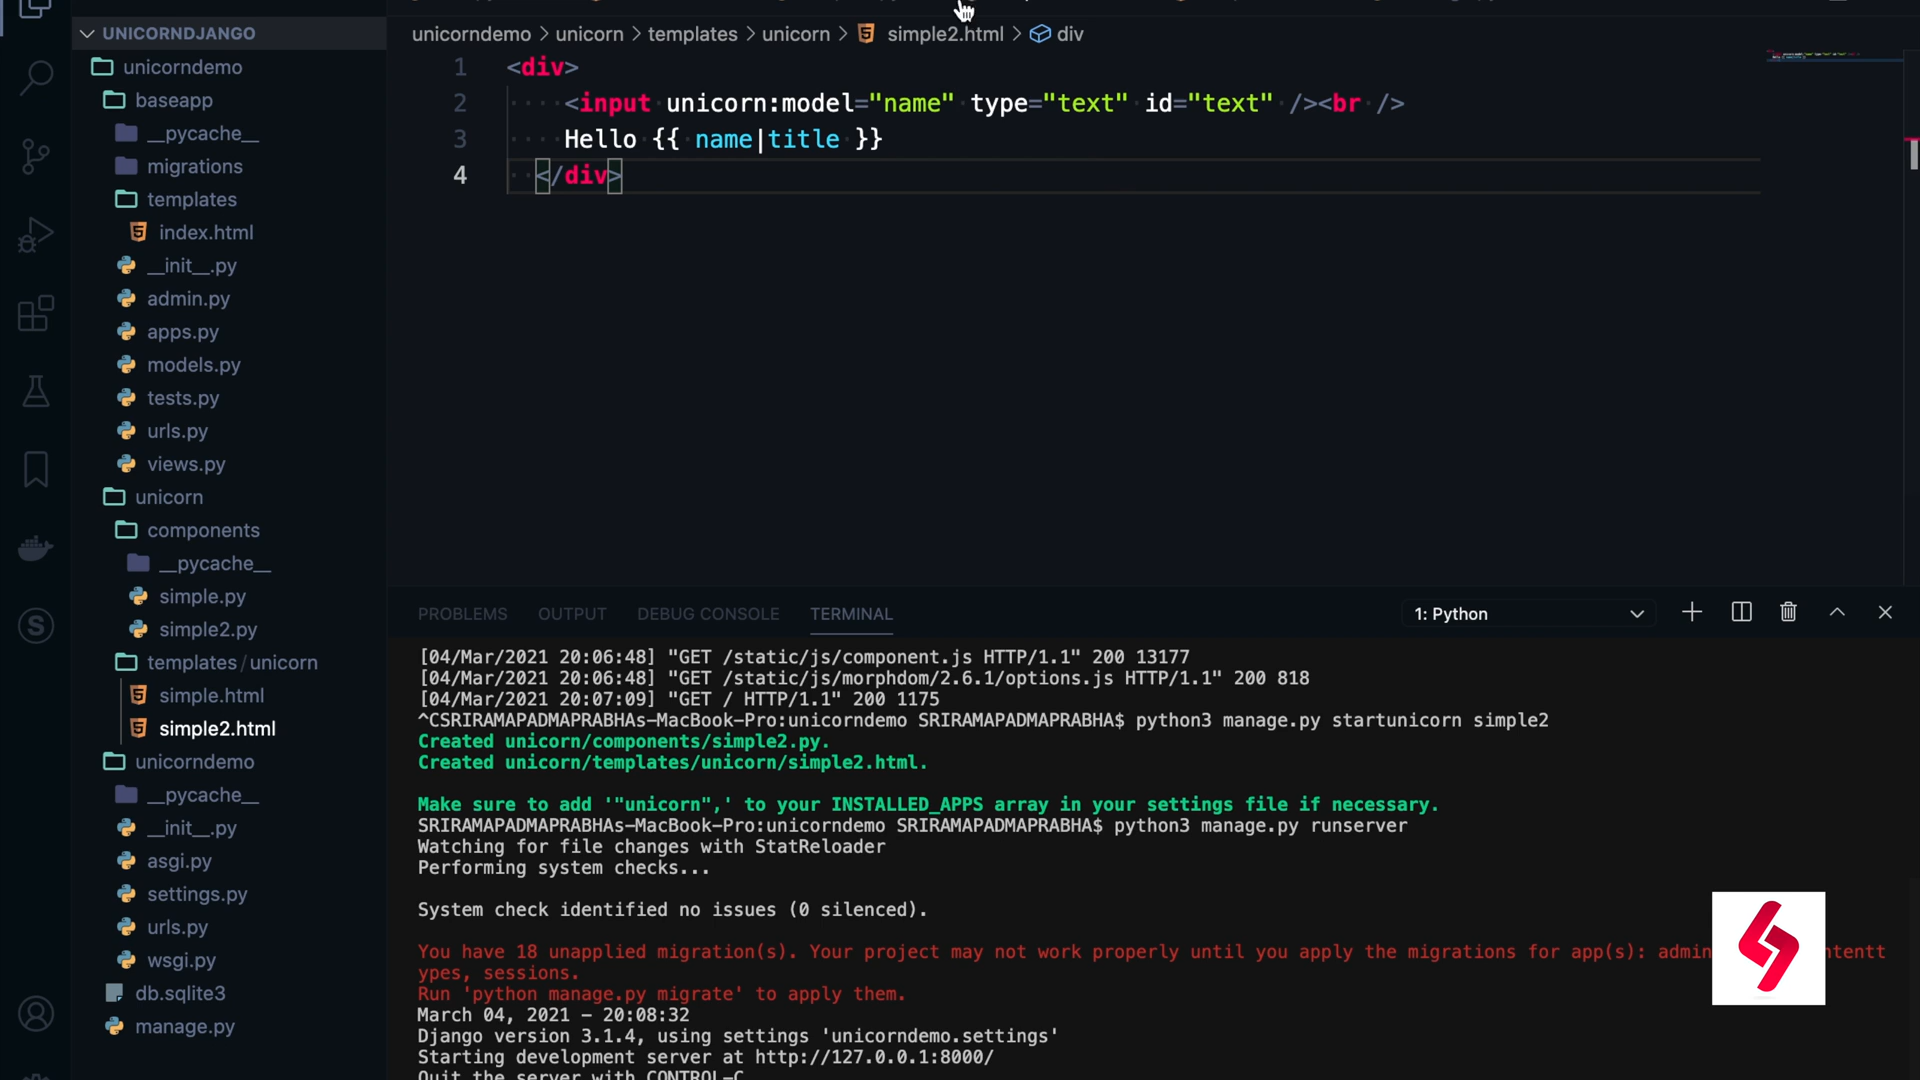 UNICORNDJANGO
unicorndemo
baseapp
__pycache__
migrations
templates
index.html
__init__.py
admin.py
apps.py
models.py
tests.py
urls.py
views.py
unicorn
components
__pycache__
simple.py
simple2.py
templates/unicorn
simple.html
simple2.html
unicorndemo
__pycache__
__init__.py
asgi.py
settings.py
urls.py
wsgi.py
db.sqlite3
manage.py
unicorndemo > unicorn > templates > unicorn > simple2.html > div
1 <div>
2 <input unicorn:model="name" type="text" id="text" /><br />
3 Hello {{ name|title }}
4 </div>
PROBLEMS OUTPUT DEBUG CONSOLE TERMINAL 1: Python
[04/Mar/2021 20:06:48] "GET /static/js/component.js HTTP/1.1" 200 13177
[04/Mar/2021 20:06:48] "GET /static/js/morphdom/2.6.1/options.js HTTP/1.1" 200 818
[04/Mar/2021 20:07:09] "GET / HTTP/1.1" 200 1175
^CSRIRAMAPADMAPRABHAs-MacBook-Pro:unicorndemo SRIRAMAPADMAPRABHA$ python3 manage.py startunicorn simple2
Created unicorn/components/simple2.py.
Created unicorn/templates/unicorn/simple2.html.
Make sure to add '"unicorn",' to your INSTALLED_APPS array in your settings file if necessary.
SRIRAMAPADMAPRABHAs-MacBook-Pro:unicorndemo SRIRAMAPADMAPRABHA$ python3 manage.py runserver
Watching for file changes with StatReloader
Performing system checks...
System check identified no issues (0 silenced).
You have 18 unapplied migration(s). Your project may not work properly until you apply the migrations for app(s): admin ntentt
ypes, sessions.
Run 'python manage.py migrate' to apply them.
March 04, 2021 - 20:08:32
Django version 3.1.4, using settings 'unicorndemo.settings'
Starting development server at http://127.0.0.1:8000/
Quit the server with CONTROL-C